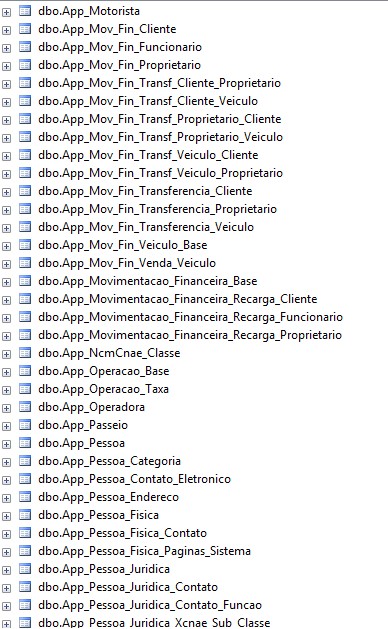 dbo.App_Motorista
dbo.App_Mov_Fin_Cliente
dbo.App_Mov_Fin_Funcionario
dbo.App_Mov_Fin_Proprietario
dbo.App_Mov_Fin_Transf_Cliente_Proprietario
dbo.App_Mov_Fin_Transf_Cliente_Veiculo
dbo.App_Mov_Fin_Transf_Proprietario_Cliente
dbo.App_Mov_Fin_Transf_Proprietario_Veiculo
dbo.App_Mov_Fin_Transf_Veiculo_Cliente
dbo.App_Mov_Fin_Transf_Veiculo_Proprietario
dbo.App_Mov_Fin_Transferencia_Cliente
dbo.App_Mov_Fin_Transferencia_Proprietario
dbo.App_Mov_Fin_Transferencia_Veiculo
dbo.App_Mov_Fin_Veiculo_Base
dbo.App_Mov_Fin_Venda_Veiculo
dbo.App_Movimentacao_Financeira_Base
dbo.App_Movimentacao_Financeira_Recarga_Cliente
dbo.App_Movimentacao_Financeira_Recarga_Funcionario
dbo.App_Movimentacao_Financeira_Recarga_Proprietario
dbo.App_NcmCnae_Classe
dbo.App_Operacao_Base
dbo.App_Operacao_Taxa
dbo.App_Operadora
dbo.App_Passeio
dbo.App_Pessoa
dbo.App_Pessoa_Categoria
dbo.App_Pessoa_Contato_Eletronico
dbo.App_Pessoa_Endereco
dbo.App_Pessoa_Fisica
dbo.App_Pessoa_Fisica_Contato
dbo.App_Pessoa_Fisica_Paginas_Sistema
dbo.App_Pessoa_Juridica
dbo.App_Pessoa_Juridica_Contato
dbo.App_Pessoa_Juridica_Contato_Funcao
dbo.App_Pessoa_Juridica_Xcnae_Sub_Classe